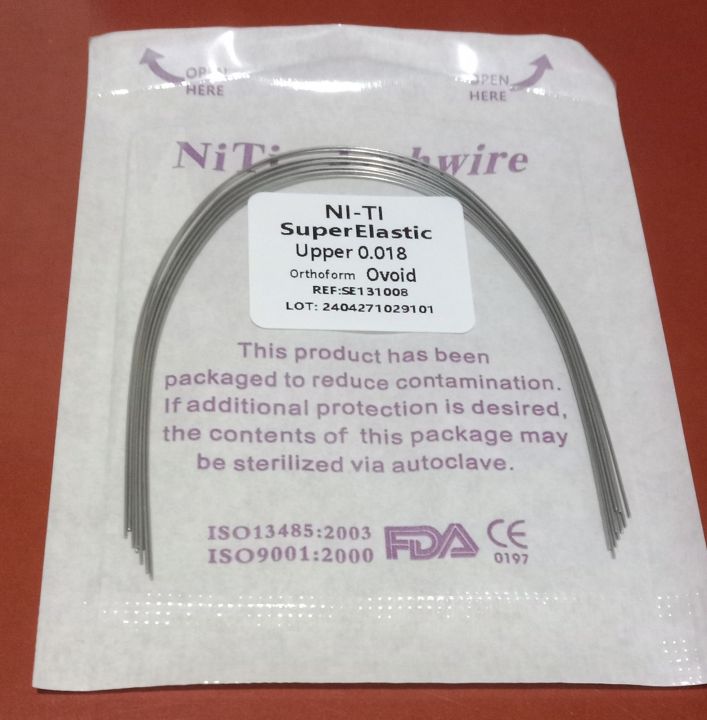 OPEN
HERE
OPEN
HERE
NiTi
NI-TI
SuperElastic
Upper 0.018
Orthoform Ovoid
REF:SE131008
LOT: 2404271029101
This product has been
packaged to reduce contamination.
If additional protection is desired,
the contents of this package may
be sterilized via autoclave.
ISO13485:2003
ISO9001:2000
FDA
CE
0197